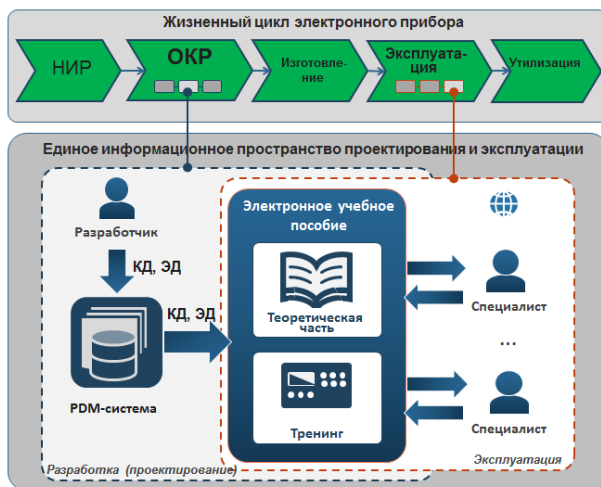 Жизненный цикл электронного прибора
НИР
ОКР
Изготовле-
ние
Эксплуата-
ация
Утилизация
Единое информационное пространство проектирования и эксплуатации
Разработчик
КД, ЭД
КД, ЭД
PDM-система
Электронное учебное
пособие
Теоретическая
часть
Тренинг
Специалист
...
Специалист
Разработка (проектирование)
Эксплуатация